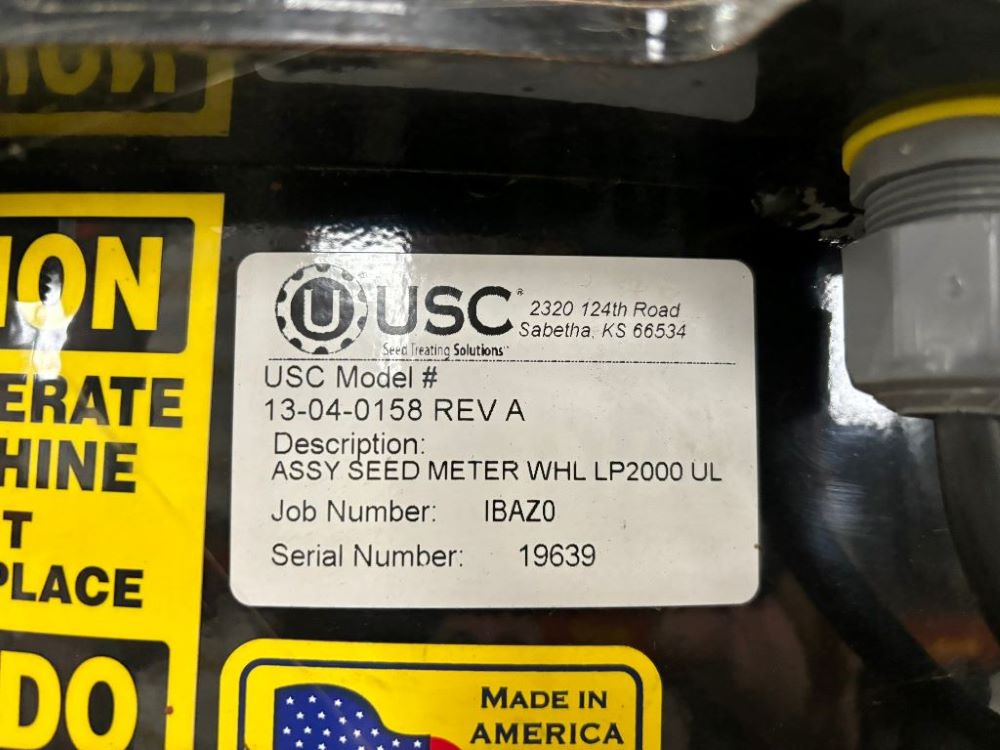 ION
ERATE
HINE
T
PLACE
DO
U USC® 2320 124th Road
Sabetha, KS 66534
Seed Treating Solutions™
USC Model #
13-04-0158 REV A
Description:
ASSY SEED METER WHL LP2000 UL
Job Number: IBAZ0
Serial Number: 19639
MADE IN
AMERICA